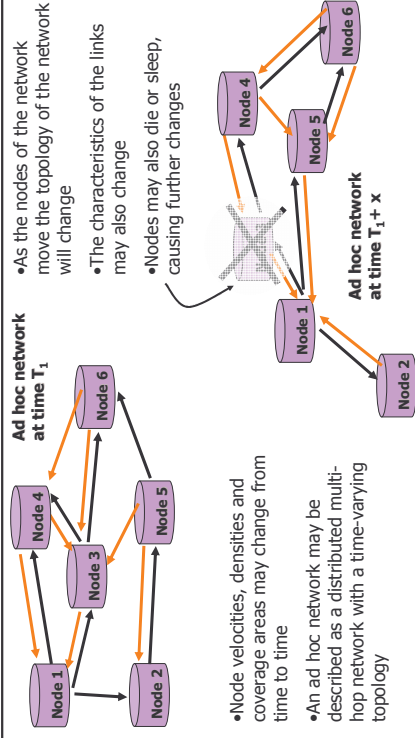 Ad hoc network
at time T1
Node 1
Node 2
Node 3
Node 4
Node 5
Node 6
•As the nodes of the network
move the topology of the network
will change
•The characteristics of the links
may also change
•Nodes may also die or sleep,
causing further changes
•Node velocities, densities and
coverage areas may change from
time to time
•An ad hoc network may be
described as a distributed multi-
hop network with a time-varying
topology
Node 1
Node 2
Node 4
Node 5
Node 6
Ad hoc network
at time T1+ x